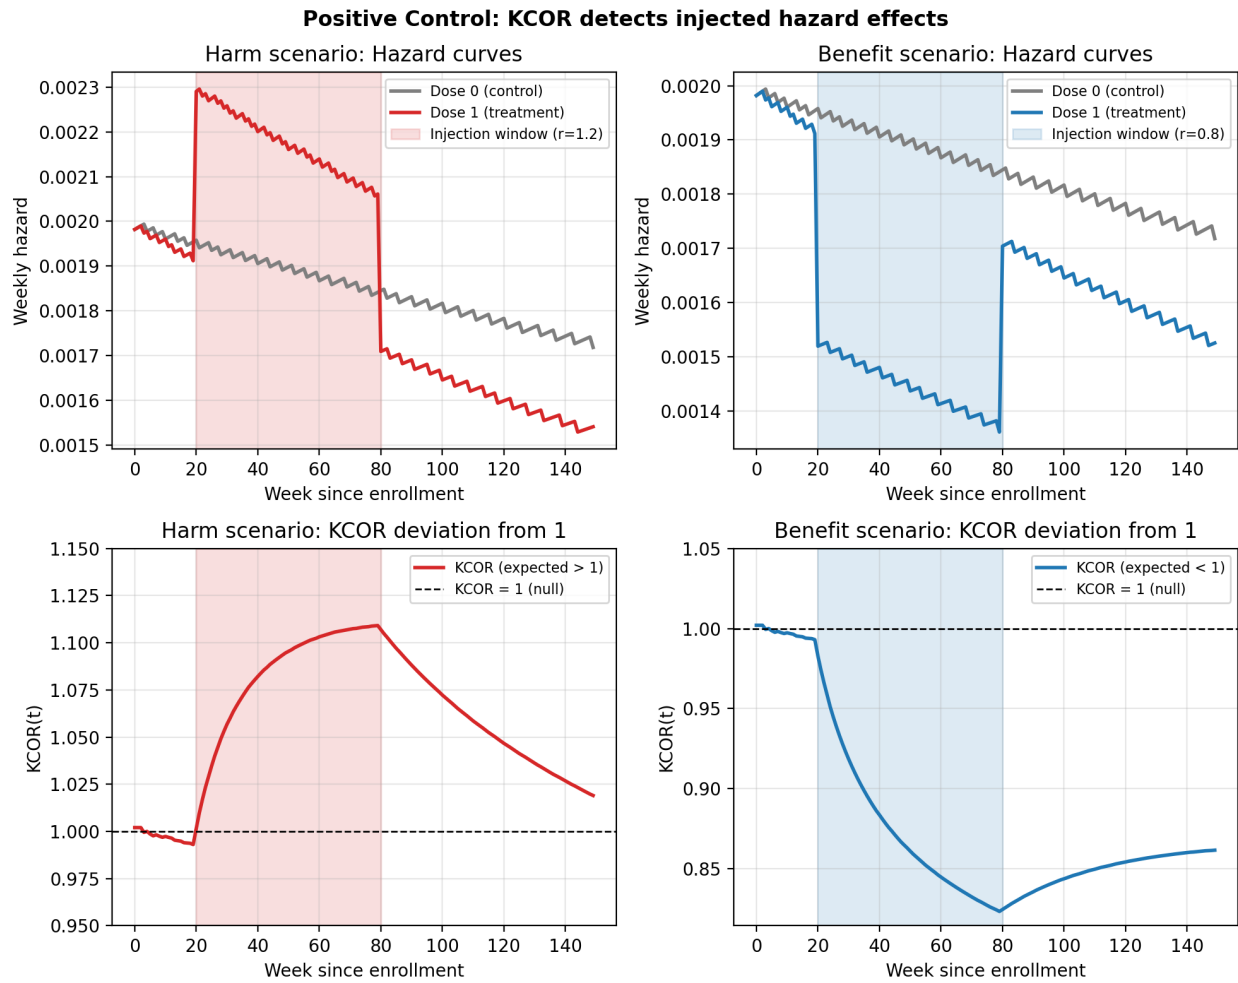 Positive Control: KCOR detects injected hazard effects
Harm scenario: Hazard curves
Weekly hazard
0.0023
0.0022
0.0021
0.0020
0.0019
0.0018
0.0017
0.0016
0.0015
Dose 0 (control)
Dose 1 (treatment)
Injection window (r=1.2)
0 20 40 60 80 100 120 140
Week since enrollment
Benefit scenario: Hazard curves
Weekly hazard
0.0020
0.0019
0.0018
0.0017
0.0016
0.0015
0.0014
Dose 0 (control)
Dose 1 (treatment)
Injection window (r=0.8)
0 20 40 60 80 100 120 140
Week since enrollment
Harm scenario: KCOR deviation from 1
KCOR(t)
1.150
1.125
1.100
1.075
1.050
1.025
1.000
0.975
0.950
KCOR (expected > 1)
KCOR = 1 (null)
0 20 40 60 80 100 120 140
Week since enrollment
Benefit scenario: KCOR deviation from 1
KCOR(t)
1.05
1.00
0.95
0.90
0.85
KCOR (expected < 1)
KCOR = 1 (null)
0 20 40 60 80 100 120 140
Week since enrollment